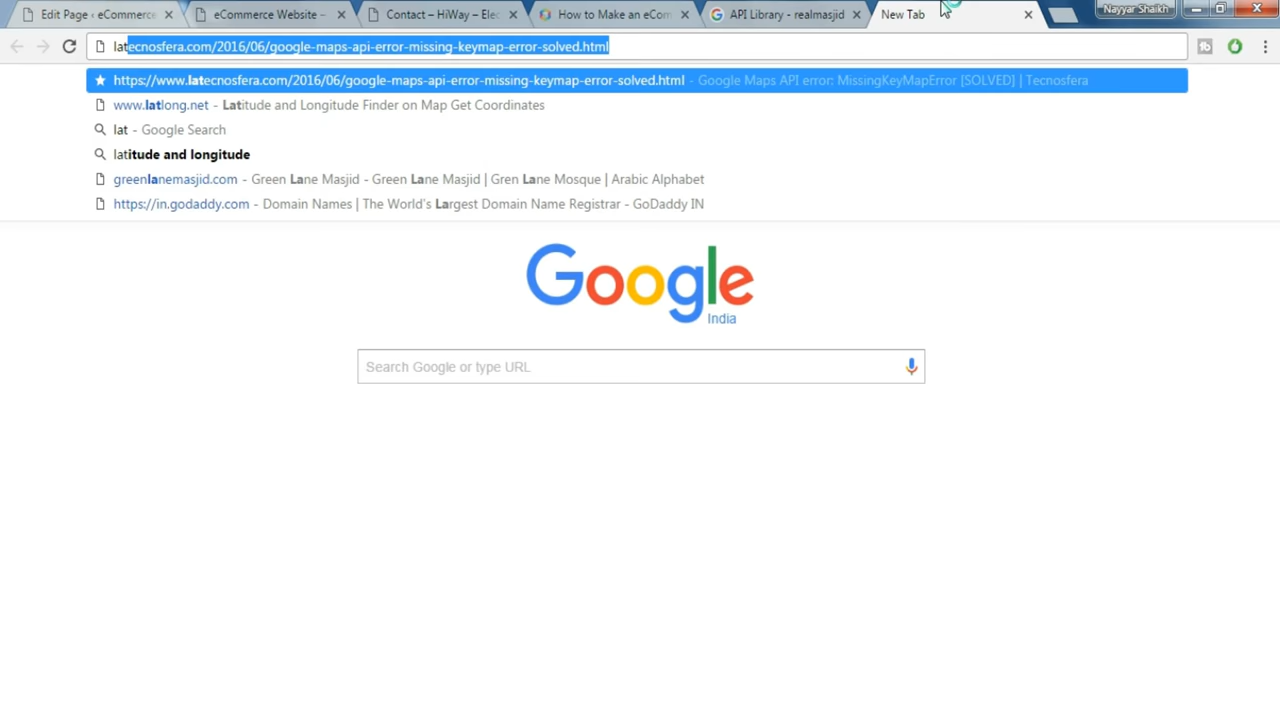 Edit Page ‹ eCommerce
eCommerce Website –
Contact – HiWay – Elec
How to Make an eCom
API Library - realmasjid
New Tab
Nayyar Shaikh
latecnosfera.com/2016/06/google-maps-api-error-missing-keymap-error-solved.html
https://www.latecnosfera.com/2016/06/google-maps-api-error-missing-keymap-error-solved.html - Google Maps API error: MissingKeyMapError [SOLVED] | Tecnosfera
www.latlong.net - Latitude and Longitude Finder on Map Get Coordinates
lat - Google Search
latitude and longitude
greenlanemasjid.com - Green Lane Masjid - Green Lane Masjid | Gren Lane Mosque | Arabic Alphabet
https://in.godaddy.com - Domain Names | The World's Largest Domain Name Registrar - GoDaddy IN
Google
India
Search Google or type URL